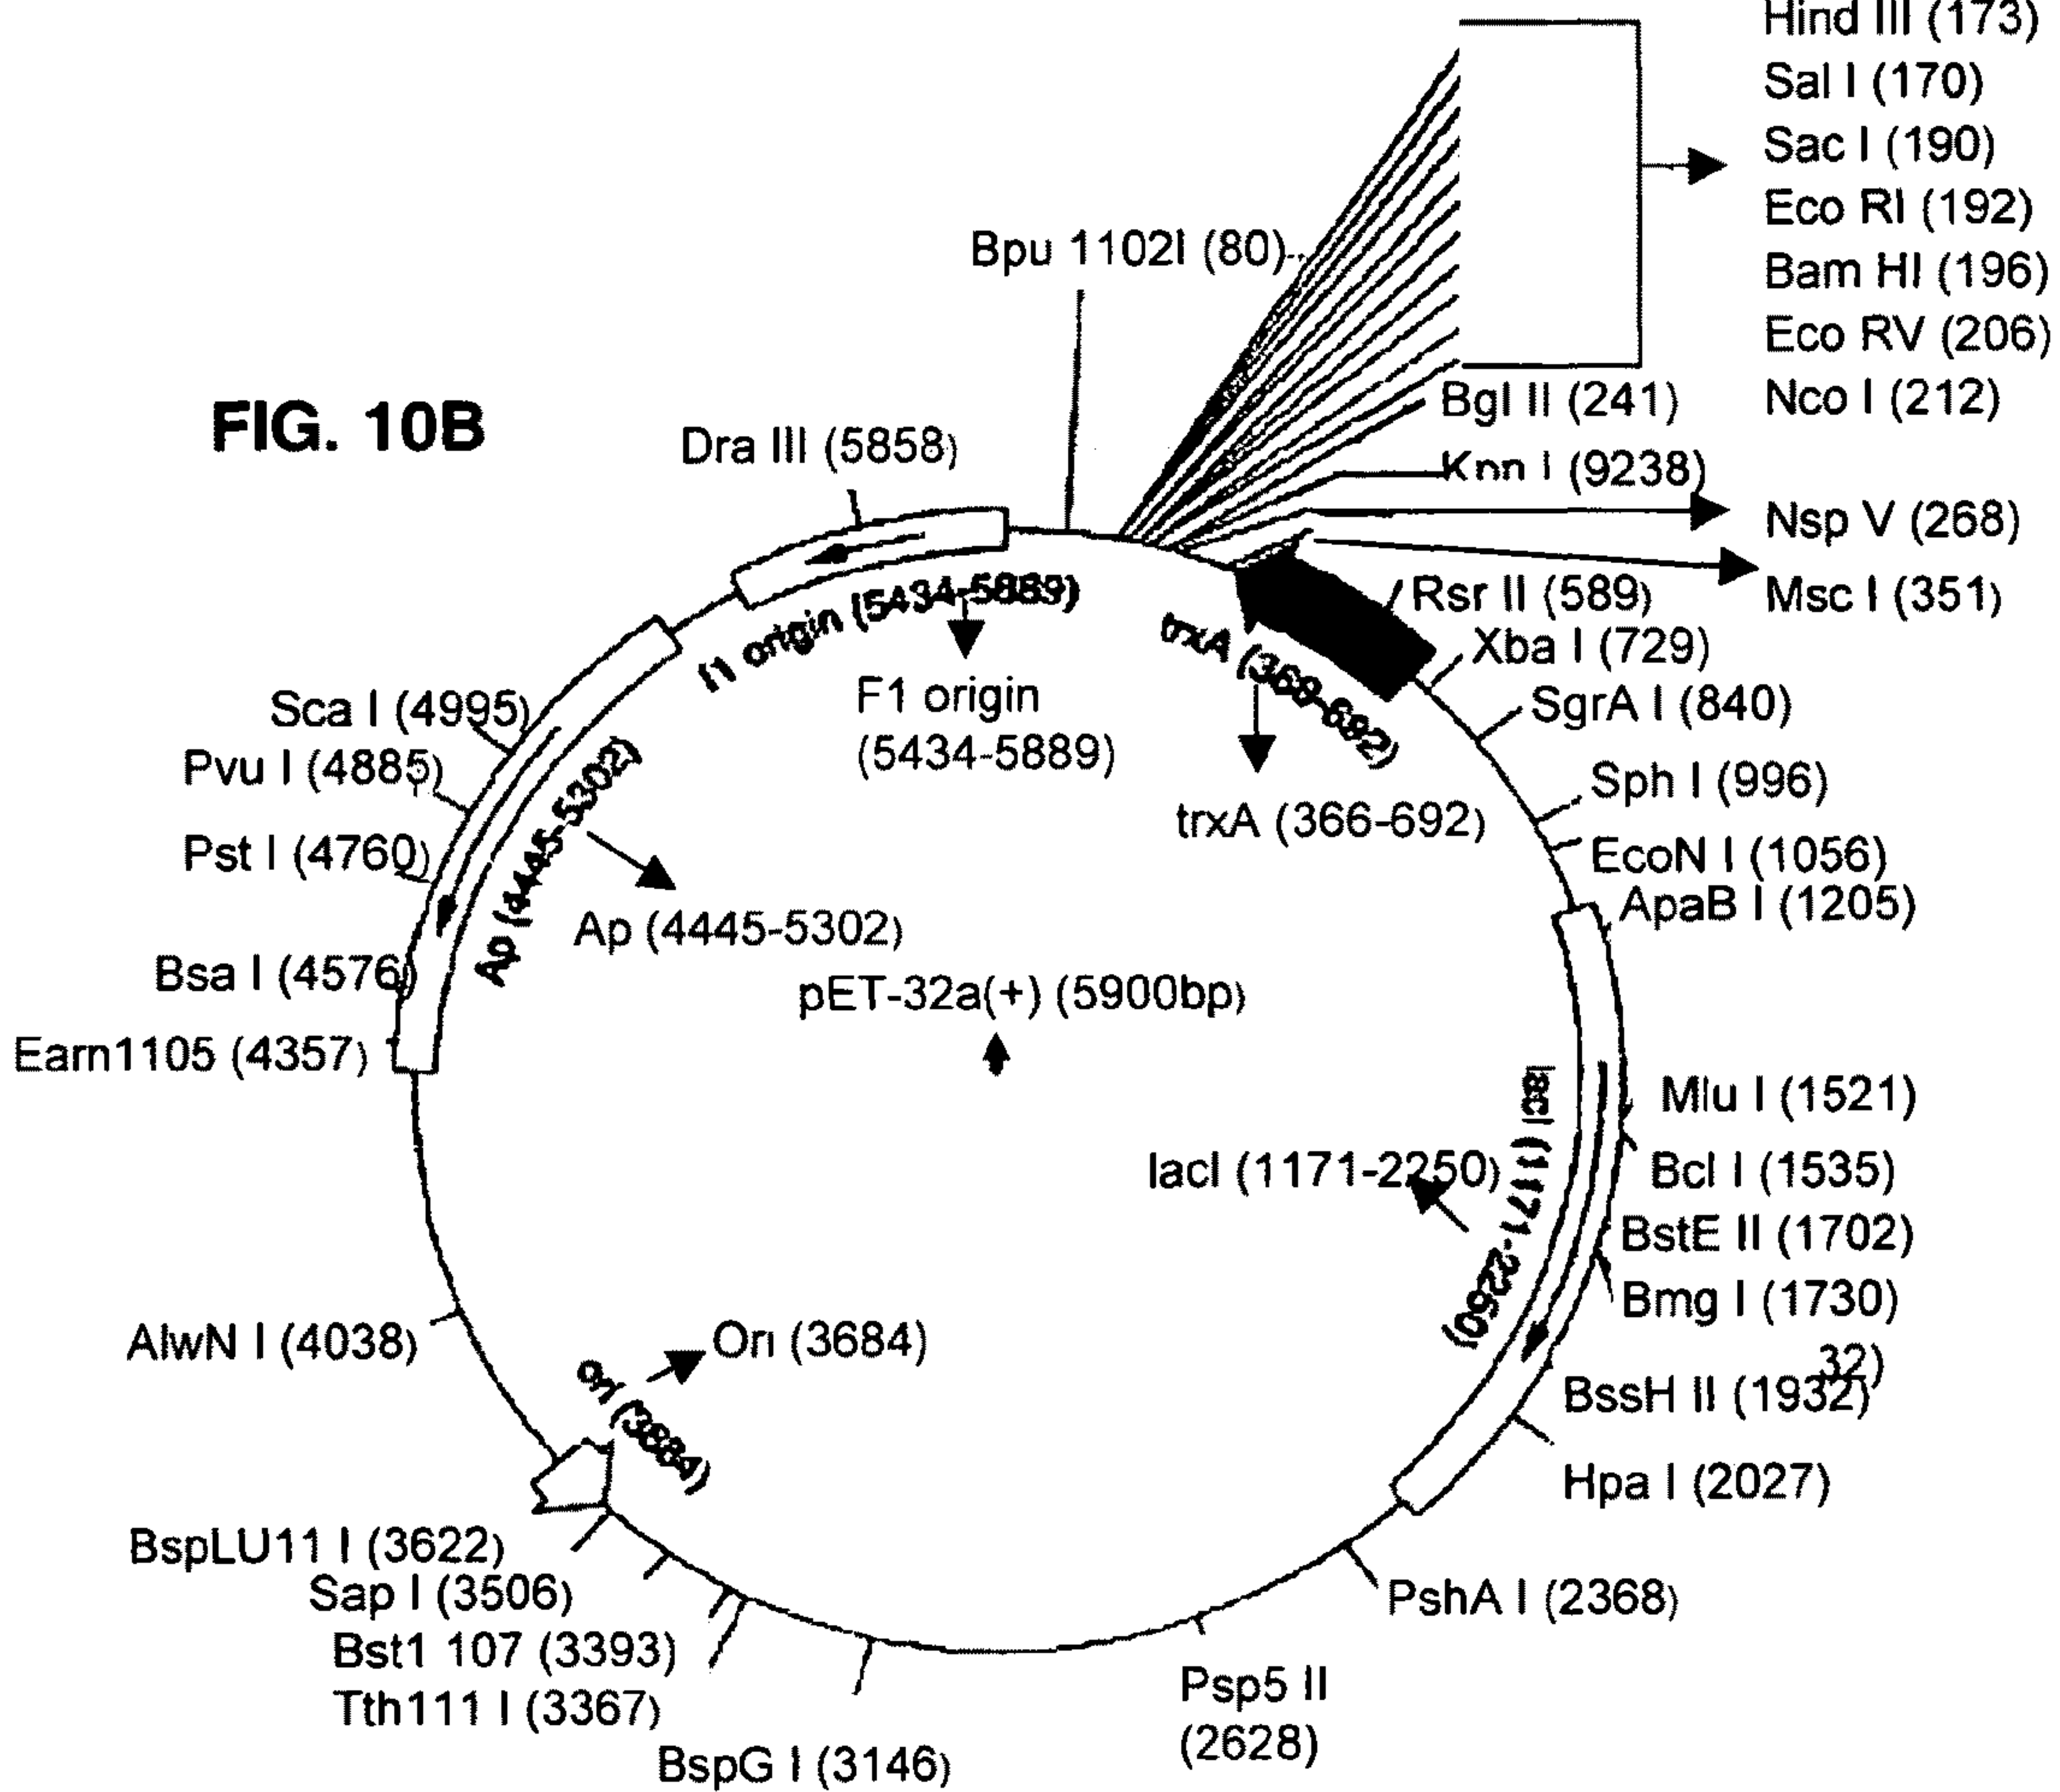 Hind III (173)
Sal I (170)
Sac I (190)
Eco RI (192)
Bam HI (196)
Eco RV (206)
Nco I (212)
Bpu 1102I (80)
Bgl II (241)
Knn I (9238)
Nsp V (268)
Msc I (351)
FIG. 10B
Dra III (5858)
f1 origin (5434-5889)
F1 origin
(5434-5889)
Rsr II (589)
Xba I (729)
SgrA I (840)
trxA (366-692)
Sph I (996)
EcoN I (1056)
ApaB I (1205)
Sca I (4995)
Pvu I (4885)
Pst I (4760)
Ap (4445-5302)
Ap (4445-5302)
Bsa I (4576)
Earn1105 (4357)
pET-32a(+) (5900bp)
Mlu I (1521)
lacI (1171-2250)
lacI (1171-2260)
Bcl I (1535)
BstE II (1702)
Bmg I (1730)
32)
BssH II (1932)
Hpa I (2027)
AlwN I (4038)
Ori (3684)
ori (3884)
BspLU11 I (3622)
Sap I (3506)
Bst1 107 (3393)
Tth111 I (3367)
BspG I (3146)
Psp5 II
(2628)
PshA I (2368)